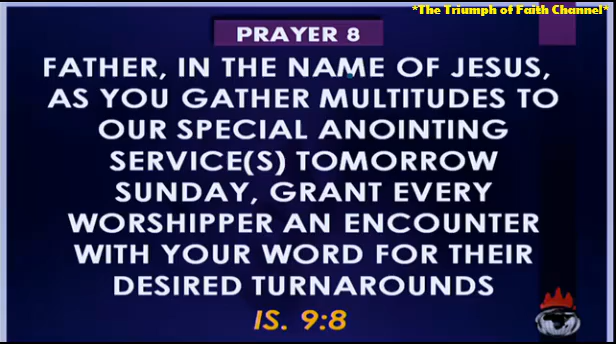 *The Triumph of Faith Channel*
PRAYER 8
FATHER, IN THE NAME OF JESUS,
AS YOU GATHER MULTITUDES TO
OUR SPECIAL ANOINTING
SERVICE(S) TOMORROW
SUNDAY, GRANT EVERY
WORSHIPPER AN ENCOUNTER
WITH YOUR WORD FOR THEIR
DESIRED TURNAROUNDS
IS. 9:8